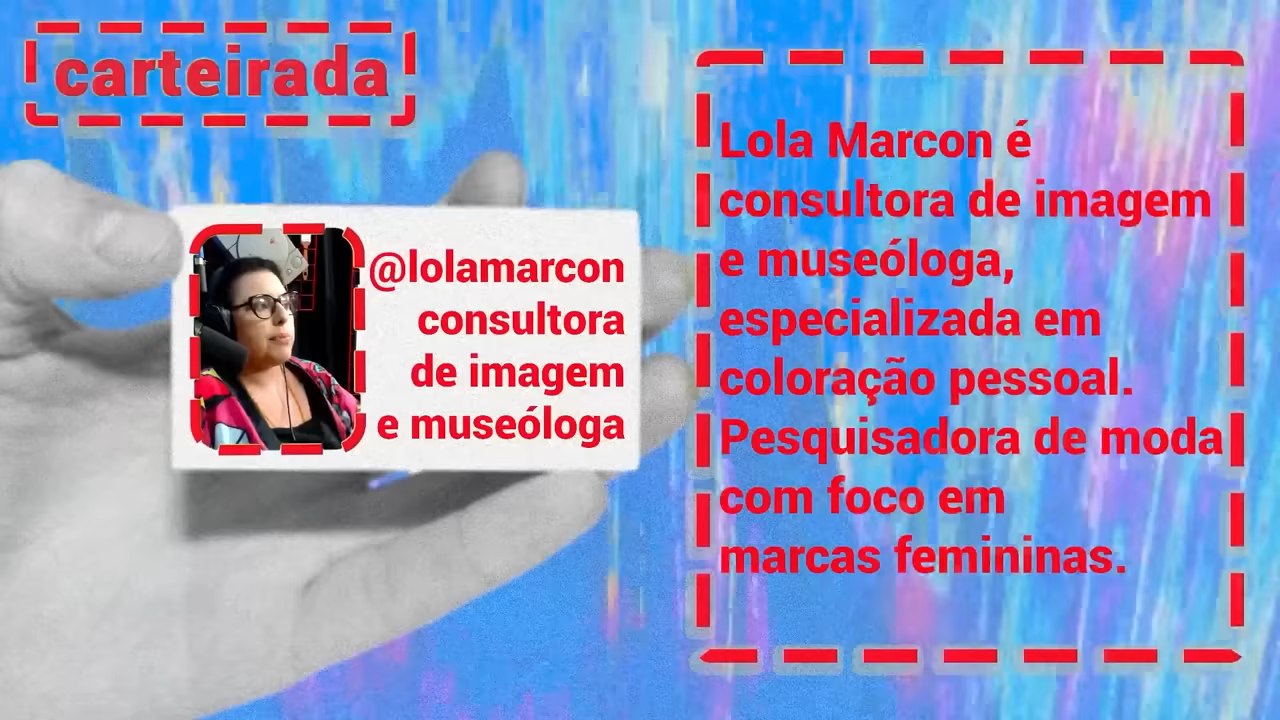 carteirada
@lolamarcon
consultora
de imagem
e museóloga
Lola Marcon é
consultora de imagem
e museóloga,
especializada em
coloração pessoal.
Pesquisadora de moda
com foco em
marcas femininas.